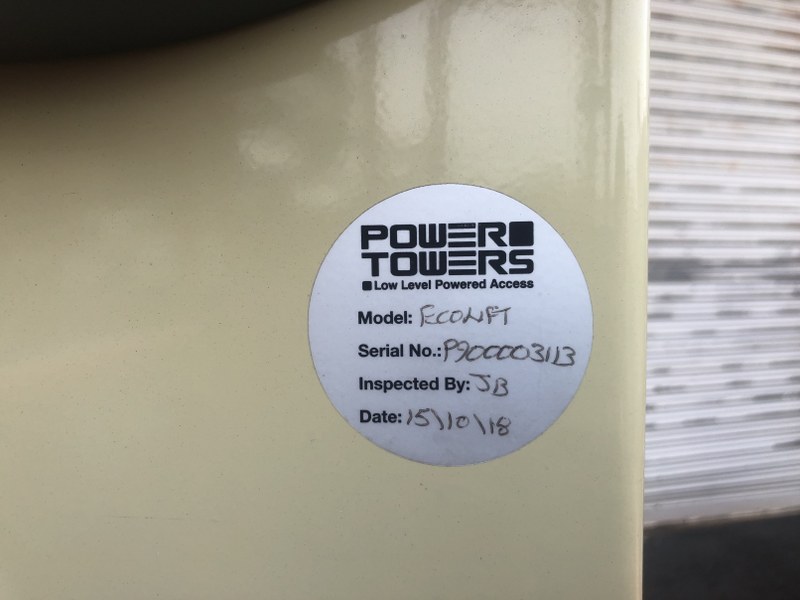 POWER
TOWERS
Low Level Powered Access
Model: ECOLIFT
Serial No.: P900003113
Inspected By: JB
Date: 15\10\18